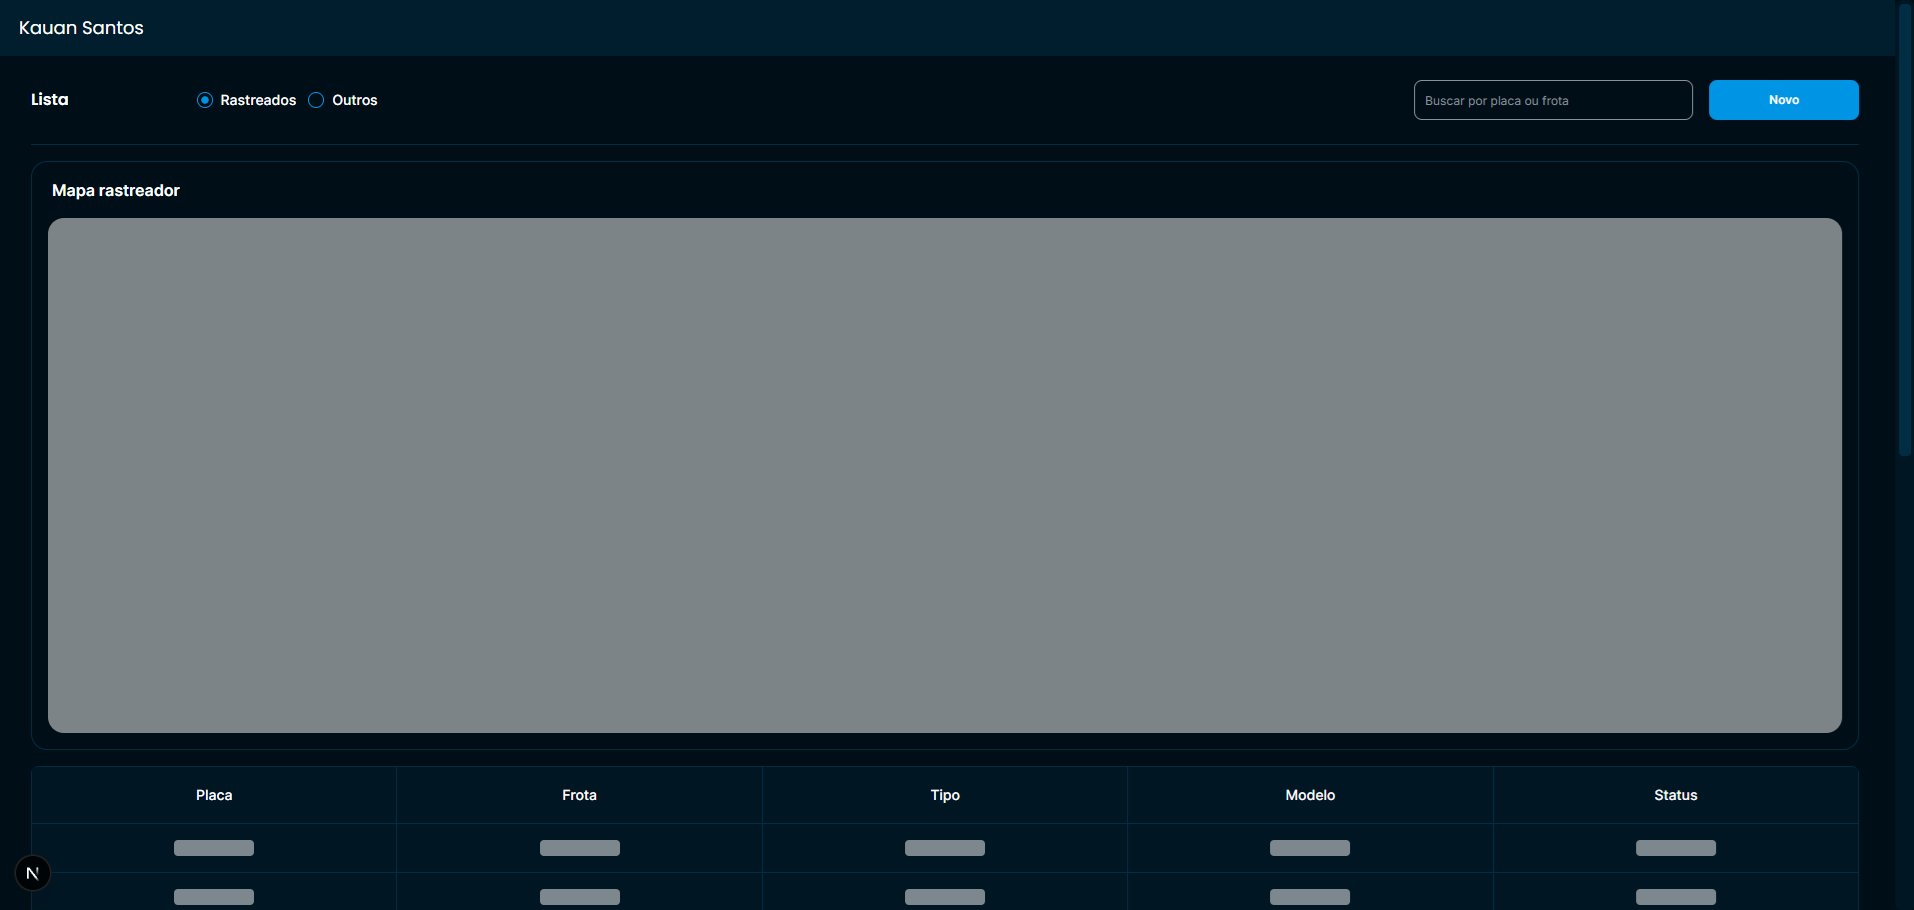 Kauan Santos
Lista
Rastreados Outros
Buscar por placa ou frota
Novo
Mapa rastreador
Placa Frota Tipo Modelo Status
N